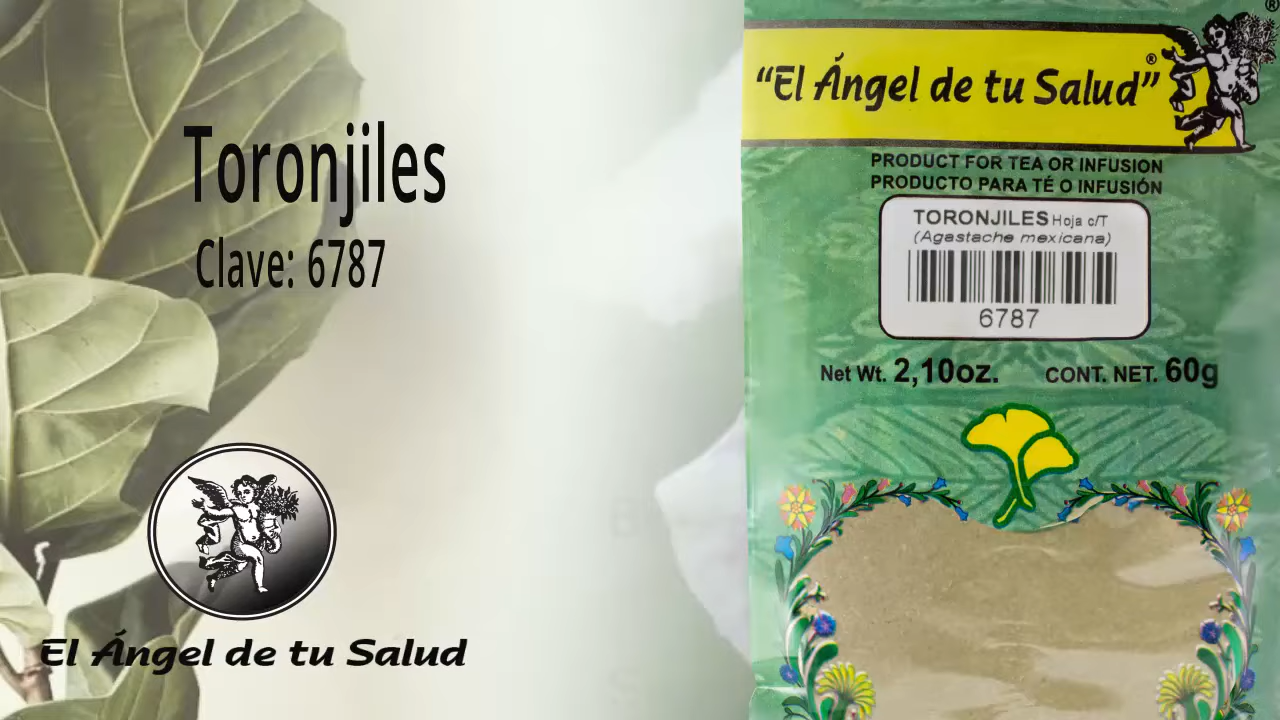 Toronjiles
Clave: 6787
El Ángel de tu Salud
®
"El Ángel de tu Salud"®
PRODUCT FOR TEA OR INFUSION
PRODUCTO PARA TÉ O INFUSIÓN
TORONJILES Hoja c/T
(Agastache mexicana)
6787
Net Wt. 2,10oz. CONT. NET. 60g